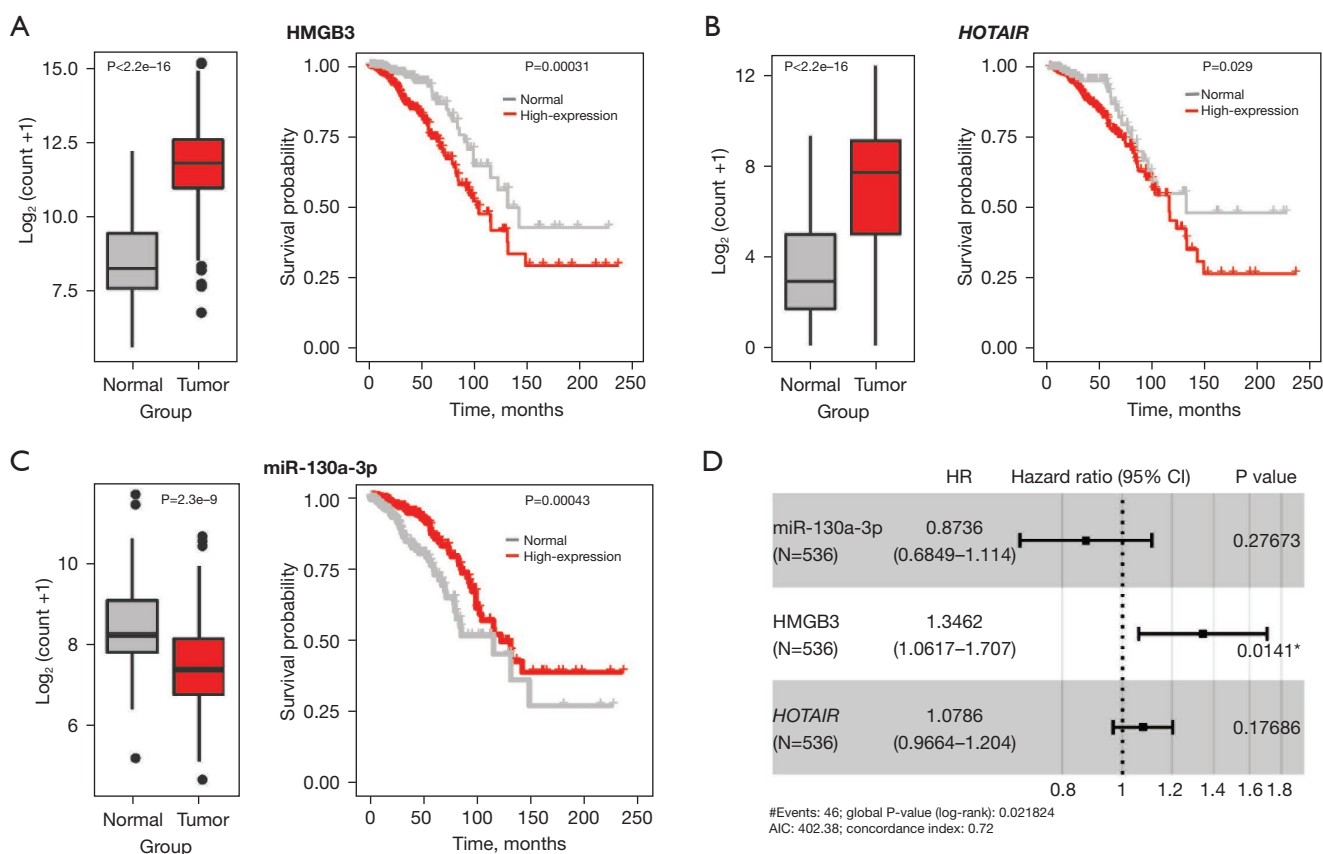 A
HMGB3
P<2.2e–16
15.0
12.5
10.0
7.5
Log2 (count +1)
Normal Tumor
Group
P=0.00031
Normal
High-expression
1.00
0.75
0.50
0.25
0.00
Survival probability
0 50 100 150 200 250
Time, months
B
HOTAIR
P<2.2e-16
12
8
4
0
Log2 (count +1)
Normal Tumor
Group
P=0.029
Normal
High-expression
1.00
0.75
0.50
0.25
0.00
Survival probability
0 50 100 150 200 250
Time, months
C
miR-130a-3p
P=2.3e–9
10
8
6
Log2 (count +1)
Normal Tumor
Group
P=0.00043
Normal
High-expression
1.00
0.75
0.50
0.25
0.00
Survival probability
0 50 100 150 200 250
Time, months
D
HR Hazard ratio (95% CI) P value
miR-130a-3p 0.8736
(N=536) (0.6849–1.114) 0.27673
HMGB3 1.3462
(N=536) (1.0617–1.707) 0.0141*
HOTAIR 1.0786
(N=536) (0.9664–1.204) 0.17686
0.8 1 1.2 1.4 1.6 1.8
#Events: 46; global P-value (log-rank): 0.021824
AIC: 402.38; concordance index: 0.72